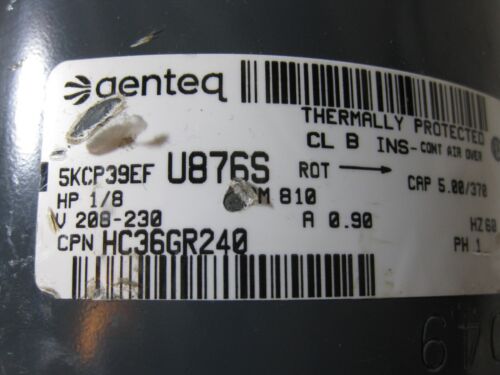 genteq
THERMALLY PROTECTED
CL B INS-CONT AIR OVER
5KCP39EF U876S ROT → CAP 5.00/370
HP 1/8 M 810
V 208-230 A 0.90 HZ 60
CPN HC36GR240 PH 1